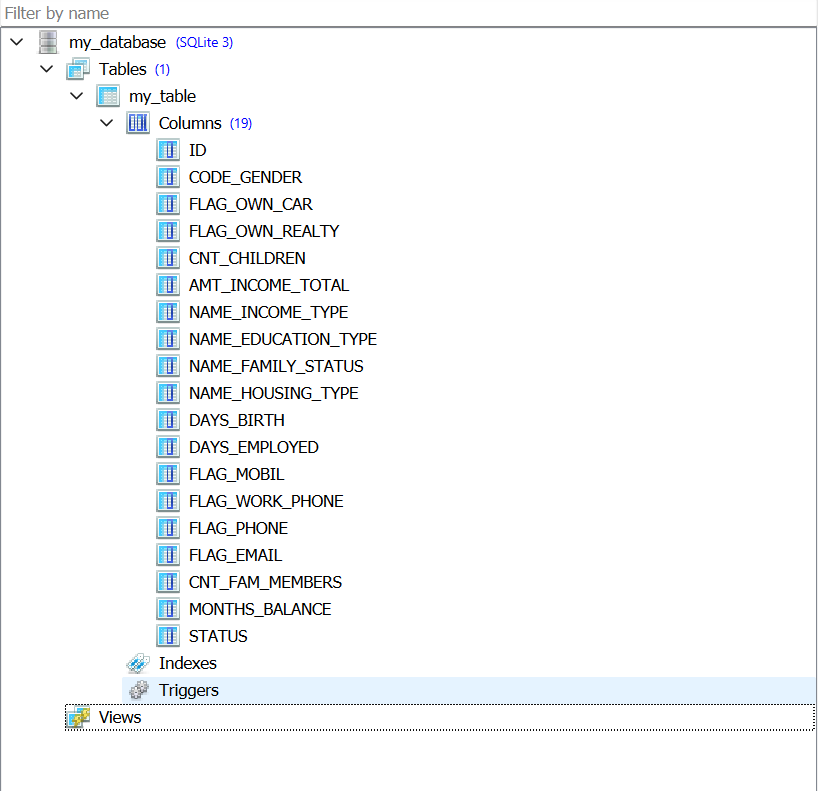 Filter by name
my_database (SQLite 3)
Tables (1)
my_table
Columns (19)
ID
CODE_GENDER
FLAG_OWN_CAR
FLAG_OWN_REALTY
CNT_CHILDREN
AMT_INCOME_TOTAL
NAME_INCOME_TYPE
NAME_EDUCATION_TYPE
NAME_FAMILY_STATUS
NAME_HOUSING_TYPE
DAYS_BIRTH
DAYS_EMPLOYED
FLAG_MOBIL
FLAG_WORK_PHONE
FLAG_PHONE
FLAG_EMAIL
CNT_FAM_MEMBERS
MONTHS_BALANCE
STATUS
Indexes
Triggers
Views